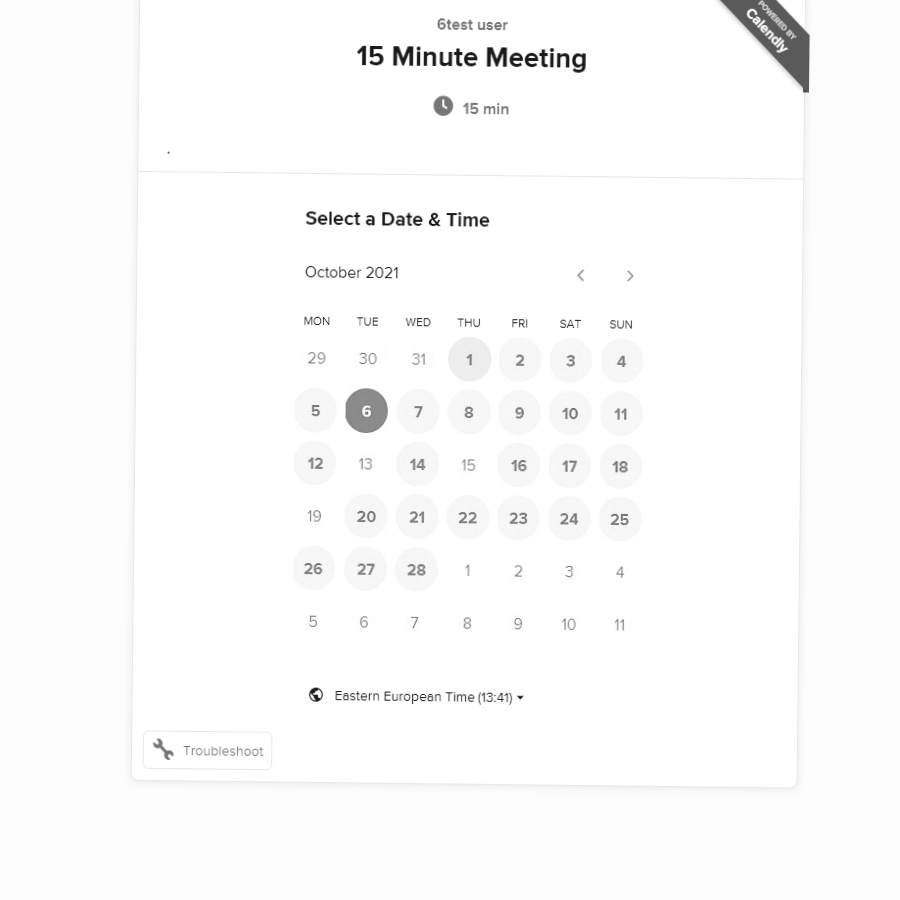 POWERED BY
Calendly
6test user
15 Minute Meeting
15 min
.
Select a Date & Time
October 2021
MON TUE WED THU FRI SAT SUN
29 30 31 1 2 3 4
5 6 7 8 9 10 11
12 13 14 15 16 17 18
19 20 21 22 23 24 25
26 27 28 1 2 3 4
5 6 7 8 9 10 11
Eastern European Time (13:41)
Troubleshoot